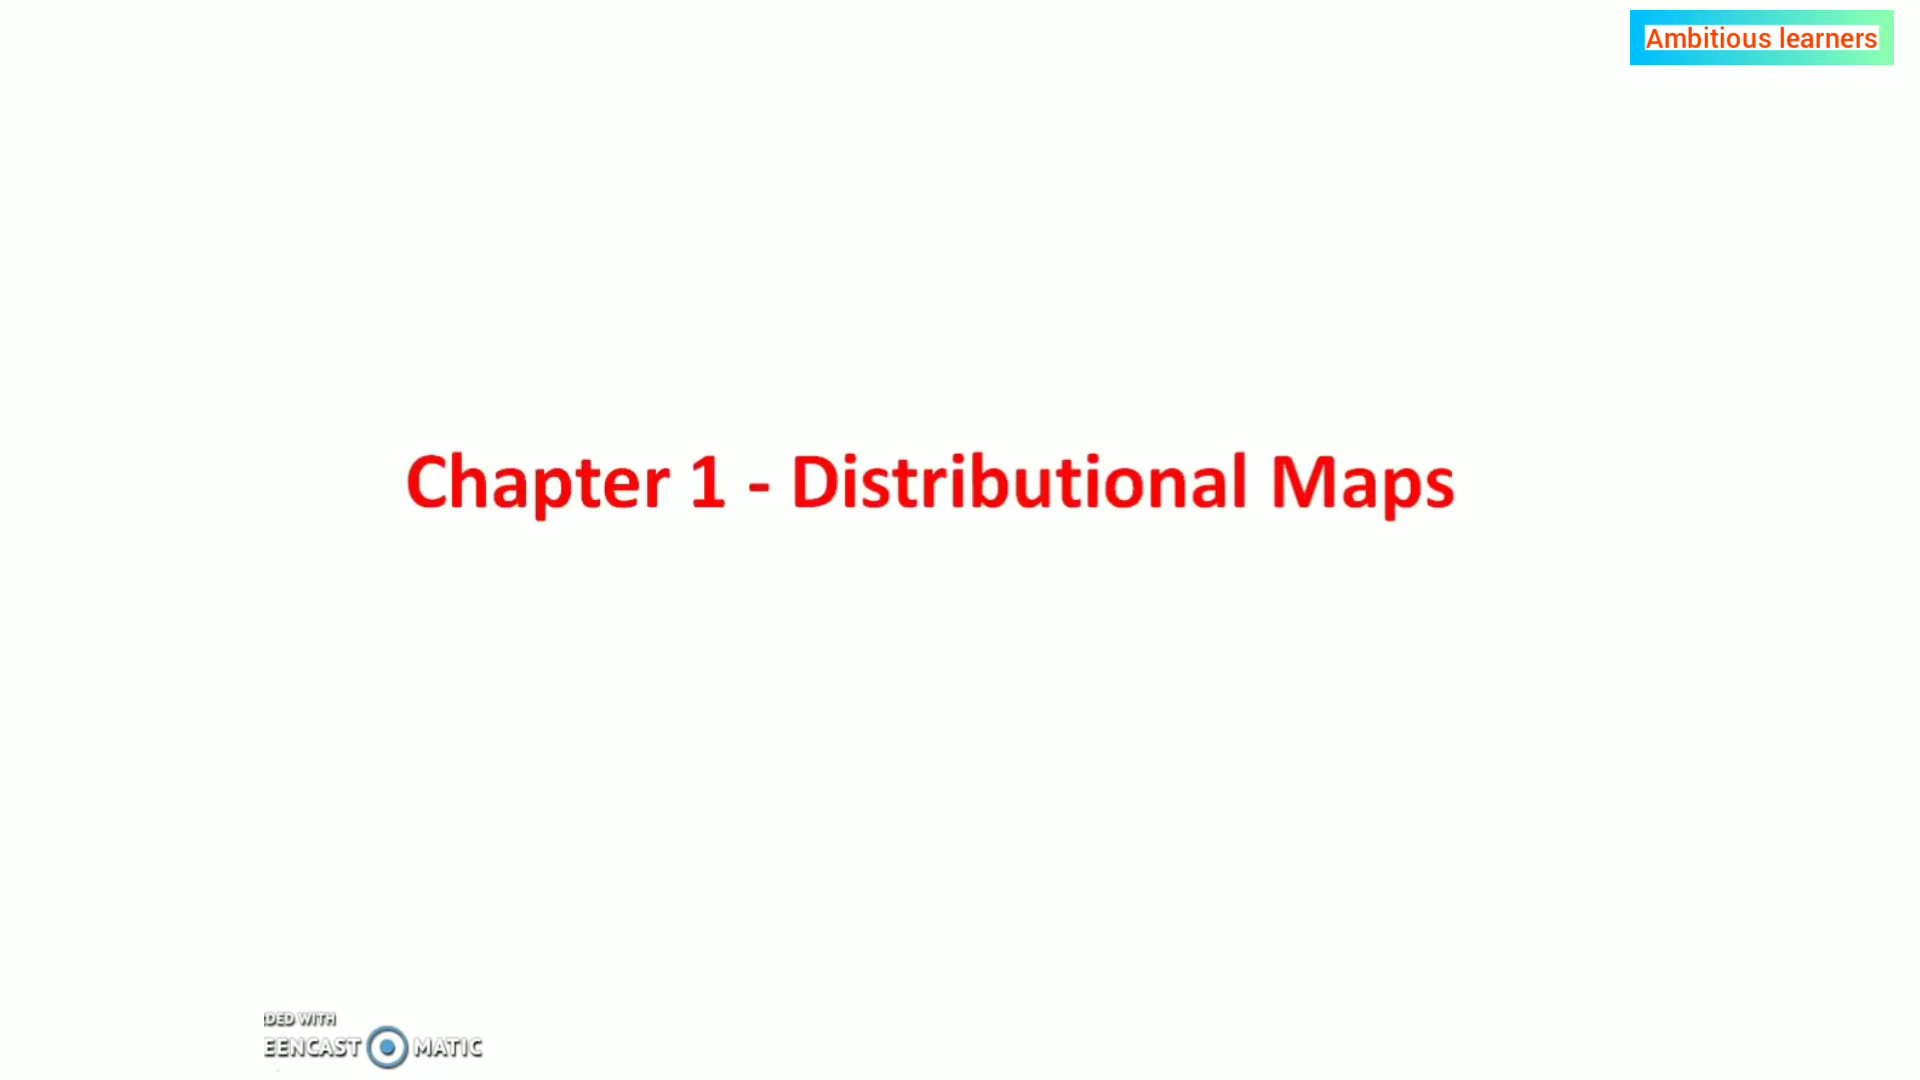 Ambitious learners
Chapter 1 - Distributional Maps
DED WITH
EENCAST MATIC